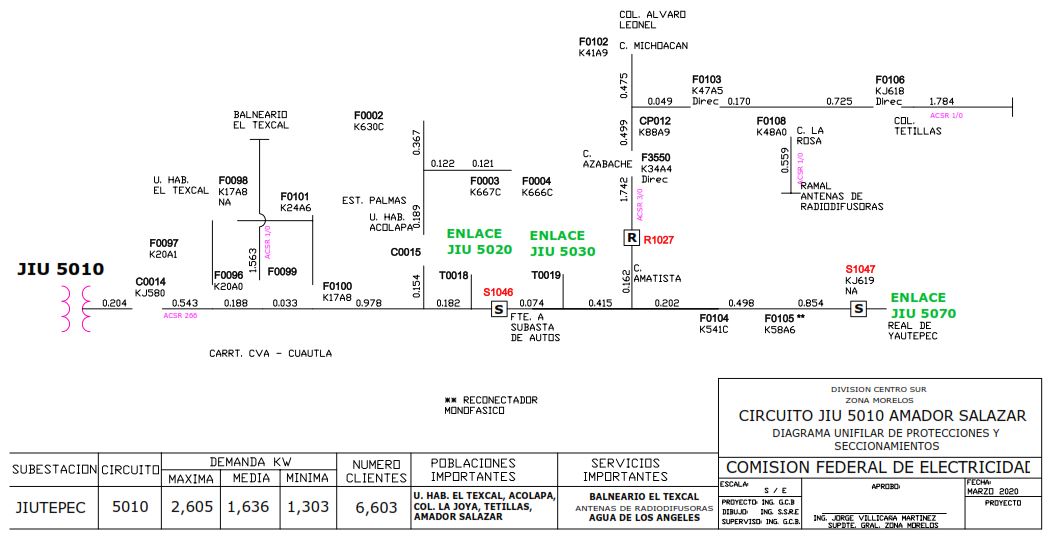 COL. ALVARO
LEONEL
F0102
K41A9
C. MICHOACAN
0.475
F0103
K47A5
Direc
F0106
KJ618
Direc
0.049
0.170
0.725
1.784
ACSR 1/0
BALNEARIO
EL TEXCAL
F0002
K630C
0.367
0.499
CP012
K88A9
F0108
K48A0
C. LA
ROSA
COL.
TETILLAS
C.
AZABACHE
F3550
K34A4
Direc
0.559
ACSR 1/0
0.122
0.121
F0003
K667C
F0004
K666C
U. HAB.
EL TEXCAL
F0098
K17A8
NA
F0101
K24A6
1.742
ACSR 3/0
RAMAL
ANTENAS DE
RADIODIFUSORAS
EST. PALMAS
U. HAB.
ACOLAPA
0.189
ENLACE
JIU 5020
ENLACE
JIU 5030
R
R1027
F0097
K20A1
1.563
ACSR 1/0
C0015
JIU 5010
C0014
KJ580
F0096
K20A0
F0099
F0100
K17A8
0.154
T0018
T0019
0.162
C.
AMATISTA
S1047
KJ619
NA
ENLACE
JIU 5070
S1046
0.204
0.543
0.188
0.033
0.978
0.182
S
0.074
0.415
0.202
0.498
0.854
S
ACSR 266
FTE. A
SUBASTA
DE AUTOS
F0104
K541C
F0105 **
K58A6
REAL DE
YAUTEPEC
CARRT. CVA - CUAUTLA
** RECONECTADOR
MONOFASICO
DIVISION CENTRO SUR
ZONA MORELOS
CIRCUITO JIU 5010 AMADOR SALAZAR
DIAGRAMA UNIFILAR DE PROTECCIONES Y
SECCIONAMIENTOS
COMISION FEDERAL DE ELECTRICIDAD
ESCALA:
S / E
PROYECTO: ING. G.C.B
DIBUJO: ING. S.S.R.E
SUPERVISO: ING. G.C.B.
APROBO:
ING. JORGE VILLICAÑA MARTINEZ
SUPDTE. GRAL. ZONA MORELOS
FECHA:
MARZO 2020
PROYECTO
SUBESTACION
CIRCUITO
DEMANDA KW
MAXIMA
MEDIA
MINIMA
NUMERO
CLIENTES
POBLACIONES
IMPORTANTES
SERVICIOS
IMPORTANTES
JIUTEPEC
5010
2,605
1,636
1,303
6,603
U. HAB. EL TEXCAL, ACOLAPA,
COL. LA JOYA, TETILLAS,
AMADOR SALAZAR
BALNEARIO EL TEXCAL
ANTENAS DE RADIODIFUSORAS
AGUA DE LOS ANGELES